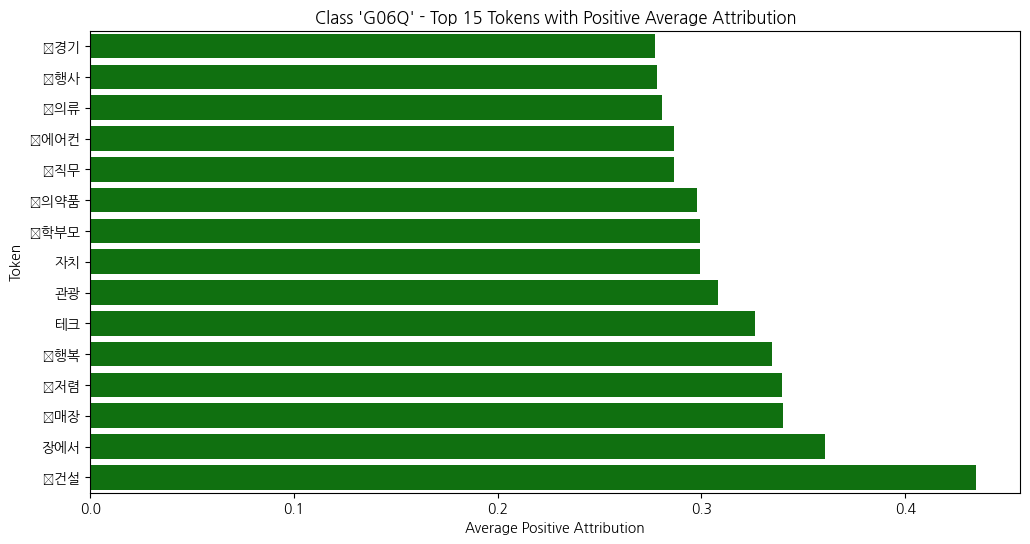 Class 'G06Q' - Top 15 Tokens with Positive Average Attribution
경기
행사
의류
에어컨
직무
의약품
학부모
자치
관광
테크
행복
저렴
매장
장에서
건설
Token
0.0 0.1 0.2 0.3 0.4
Average Positive Attribution